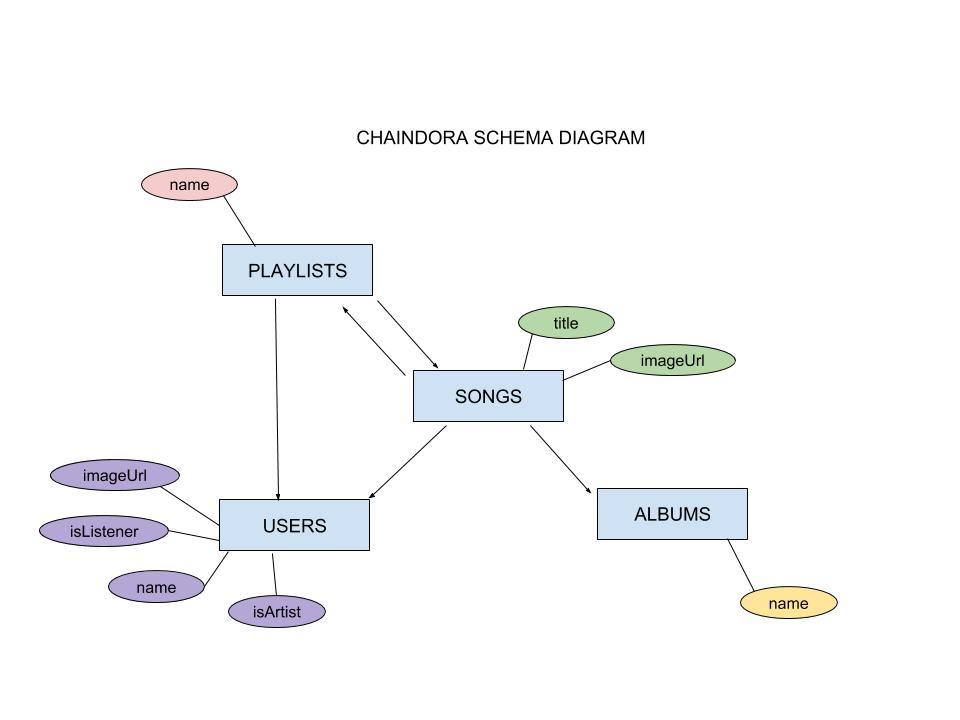 CHAINDORA SCHEMA DIAGRAM
name
PLAYLISTS
title
imageUrl
SONGS
imageUrl
isListener
name
USERS
isArtist
ALBUMS
name